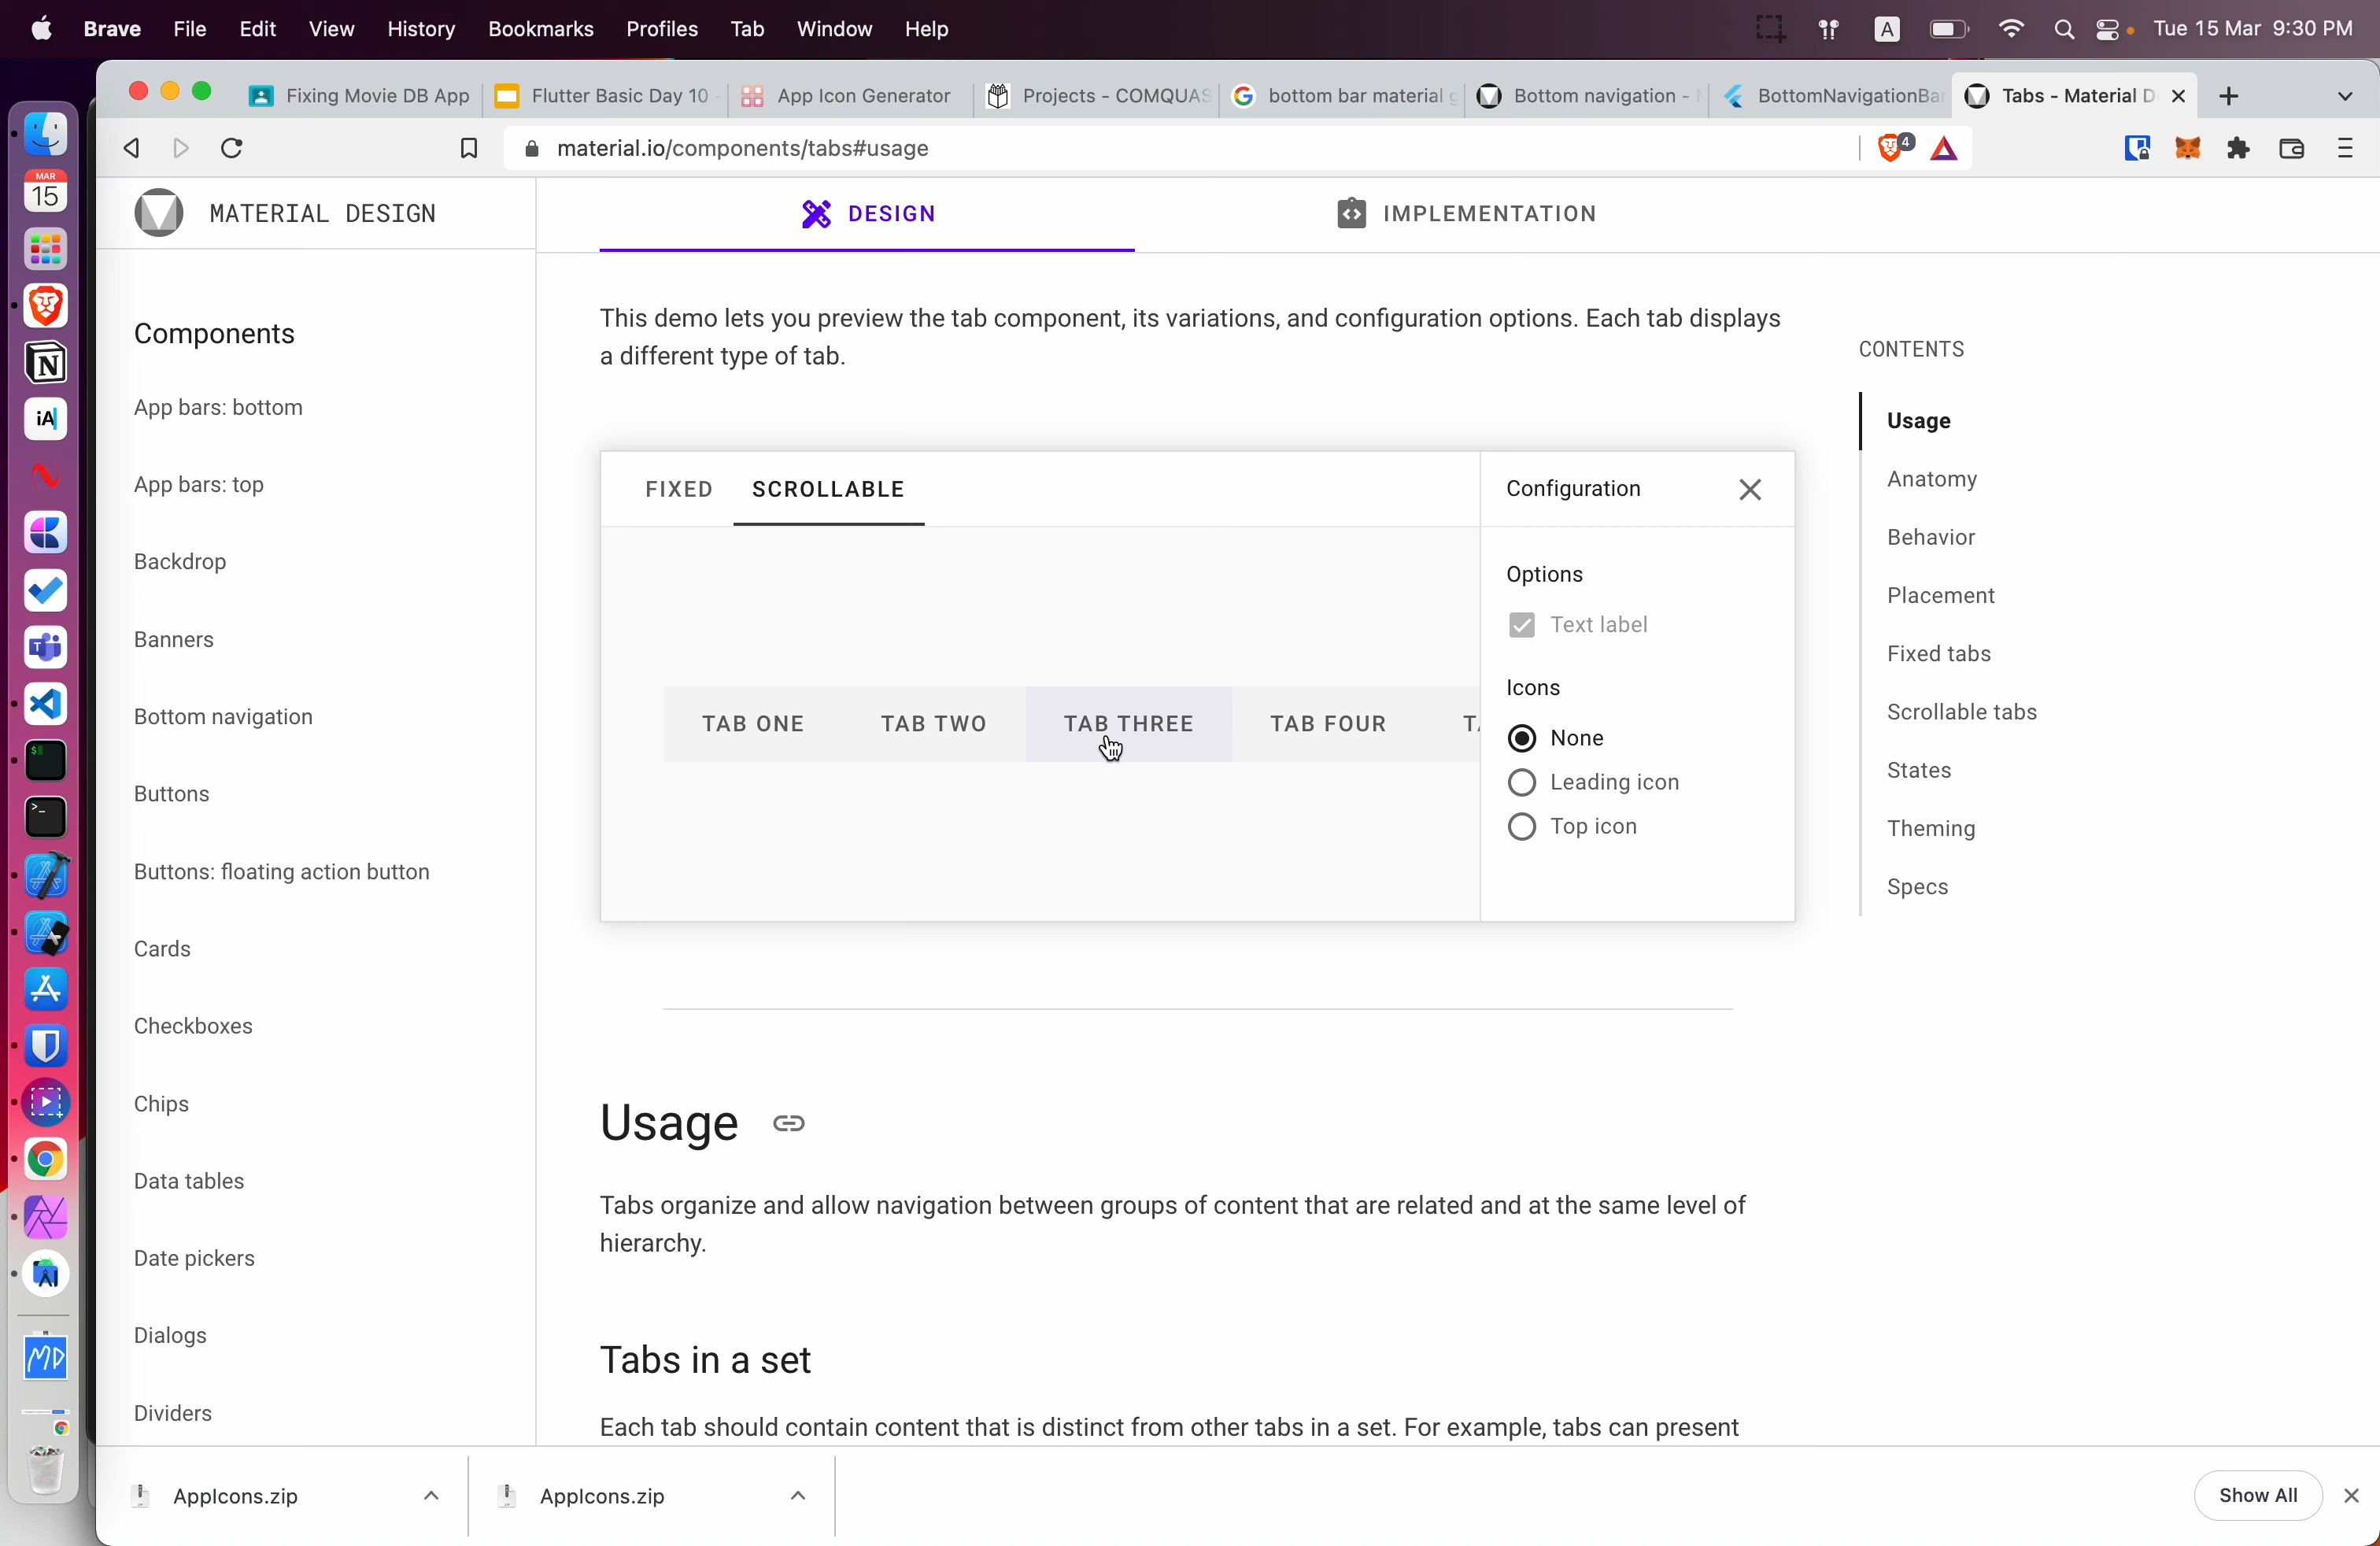 Brave File Edit View History Bookmarks Profiles Tab Window Help
A
Tue 15 Mar 9:30 PM
Fixing Movie DB App
Flutter Basic Day 10 -
App Icon Generator
Projects - COMQUAS
bottom bar material g
Bottom navigation -
BottomNavigationBar
Tabs - Material D
material.io/components/tabs#usage
4
MATERIAL DESIGN
DESIGN
IMPLEMENTATION
Components
App bars: bottom
App bars: top
Backdrop
Banners
Bottom navigation
Buttons
Buttons: floating action button
Cards
Checkboxes
Chips
Data tables
Date pickers
Dialogs
Dividers
This demo lets you preview the tab component, its variations, and configuration options. Each tab displays
a different type of tab.
FIXED SCROLLABLE
TAB ONE TAB TWO TAB THREE TAB FOUR TA
Configuration
Options
Text label
Icons
None
Leading icon
Top icon
Usage
Tabs organize and allow navigation between groups of content that are related and at the same level of
hierarchy.
Tabs in a set
Each tab should contain content that is distinct from other tabs in a set. For example, tabs can present
CONTENTS
Usage
Anatomy
Behavior
Placement
Fixed tabs
Scrollable tabs
States
Theming
Specs
AppIcons.zip
AppIcons.zip
Show All
MAR
15
N
iA
T
$
>_
MD